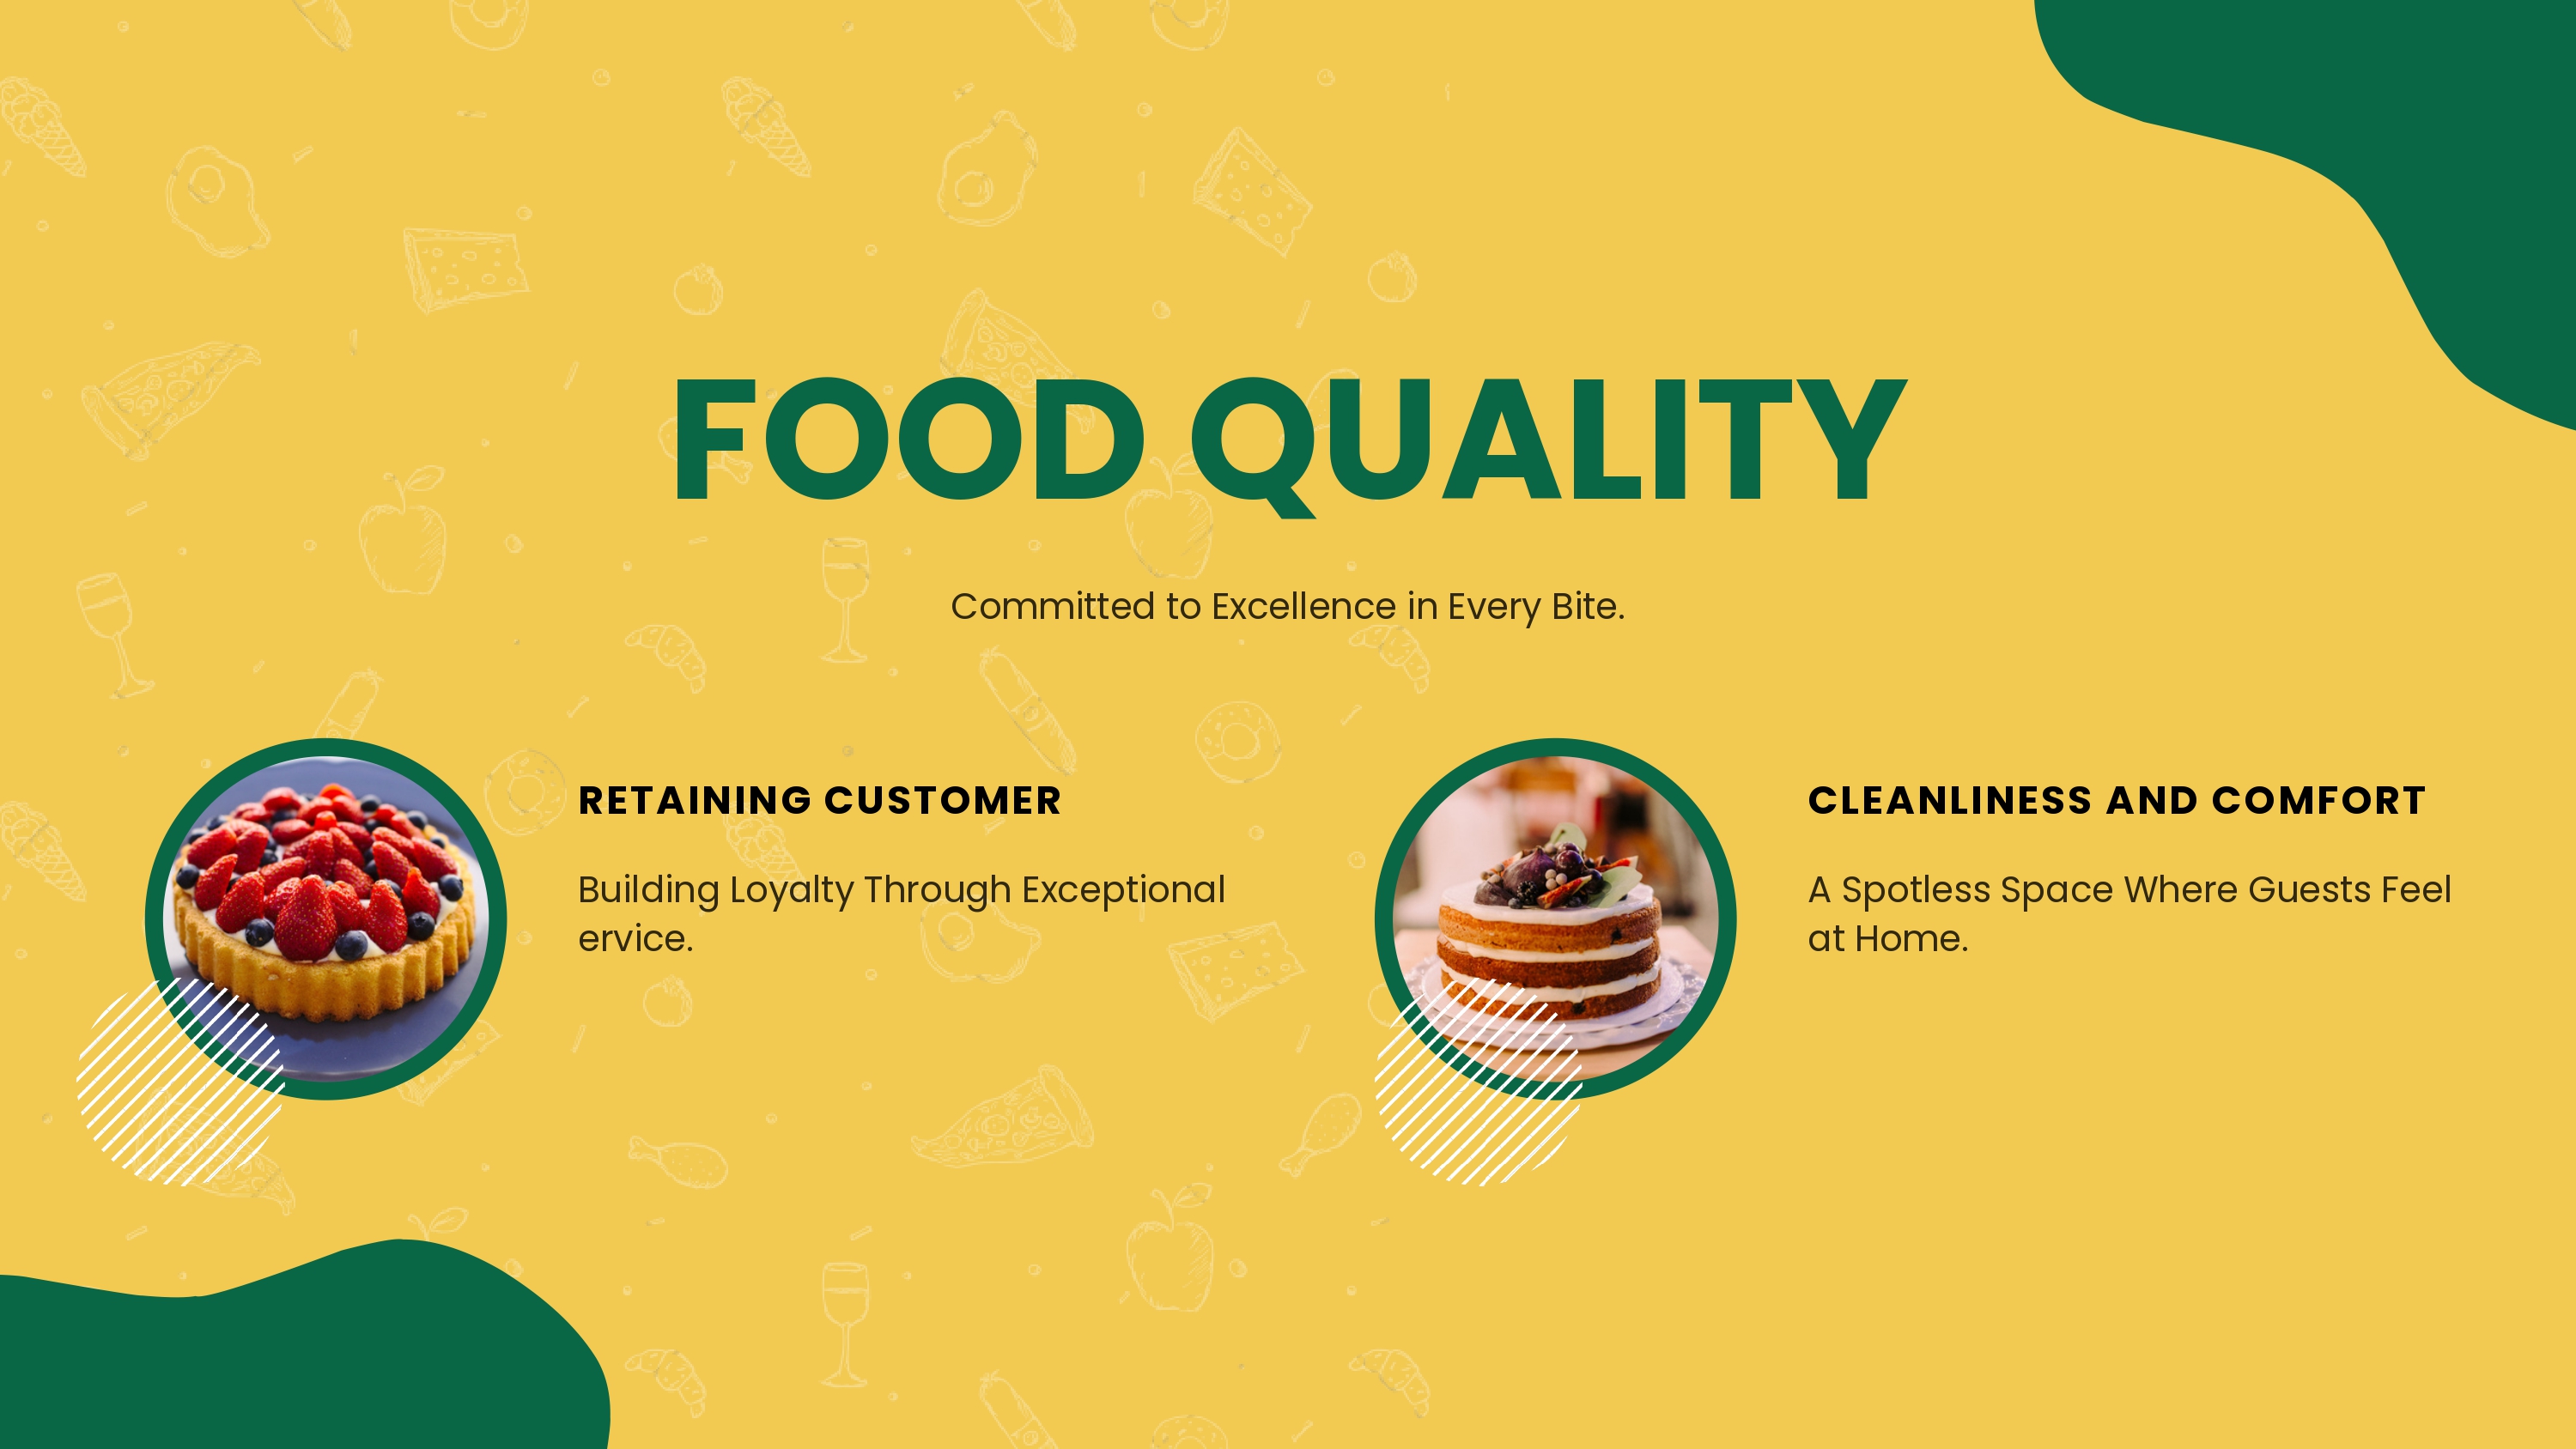 FOOD QUALITY
Committed to Excellence in Every Bite.
RETAINING CUSTOMER
Building Loyalty Through Exceptional
ervice.
CLEANLINESS AND COMFORT
A Spotless Space Where Guests Feel
at Home.